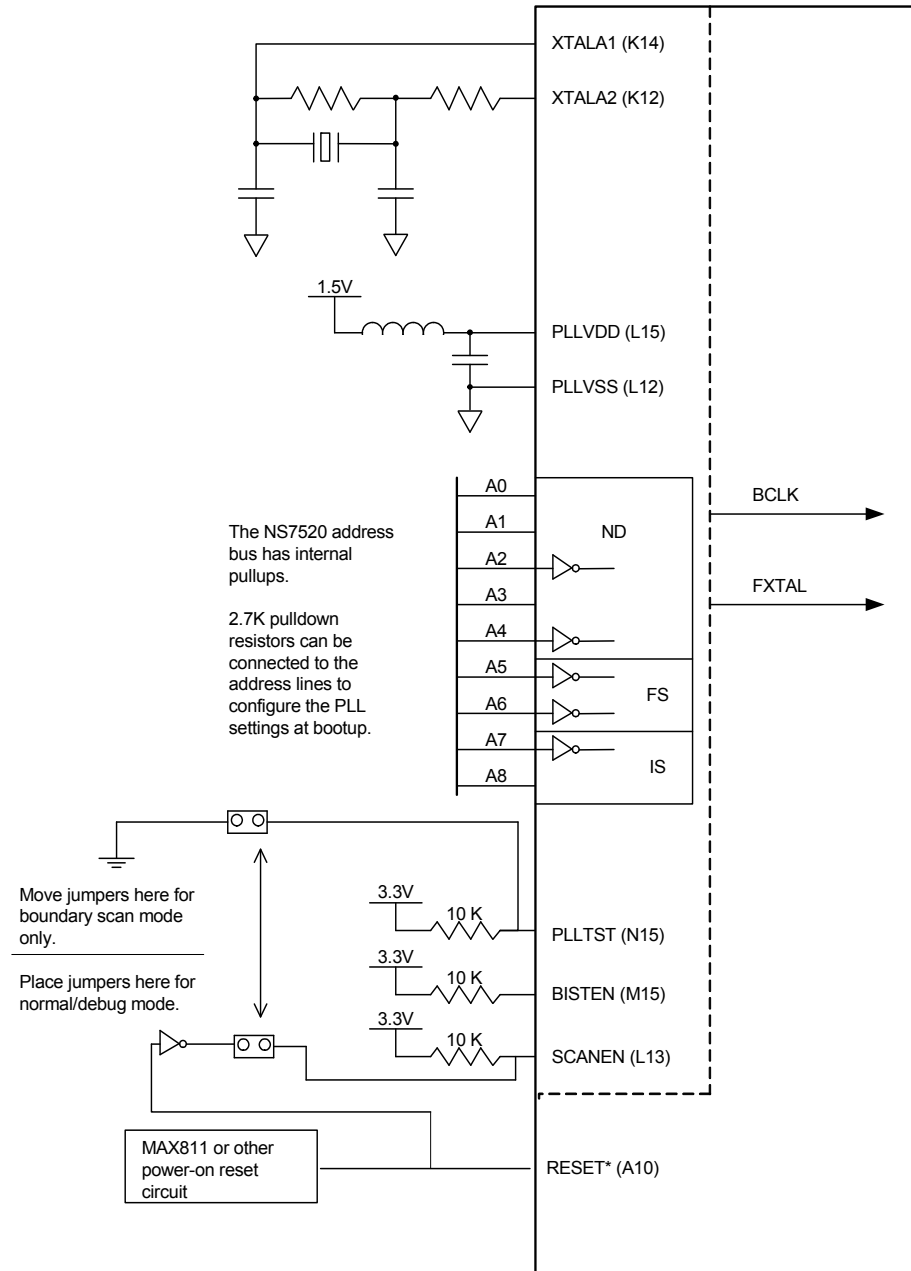 XTALA1 (K14)
XTALA2 (K12)
1.5V
PLLVDD (L15)
PLLVSS (L12)
The NS7520 address
bus has internal
pullups.
2.7K pulldown
resistors can be
connected to the
address lines to
configure the PLL
settings at bootup.
A0
A1
A2
A3
A4
A5
A6
A7
A8
ND
FS
IS
BCLK
FXTAL
Move jumpers here for
boundary scan mode
only.
Place jumpers here for
normal/debug mode.
3.3V
10 K
PLLTST (N15)
3.3V
10 K
BISTEN (M15)
3.3V
10 K
SCANEN (L13)
MAX811 or other
power-on reset
circuit
RESET* (A10)